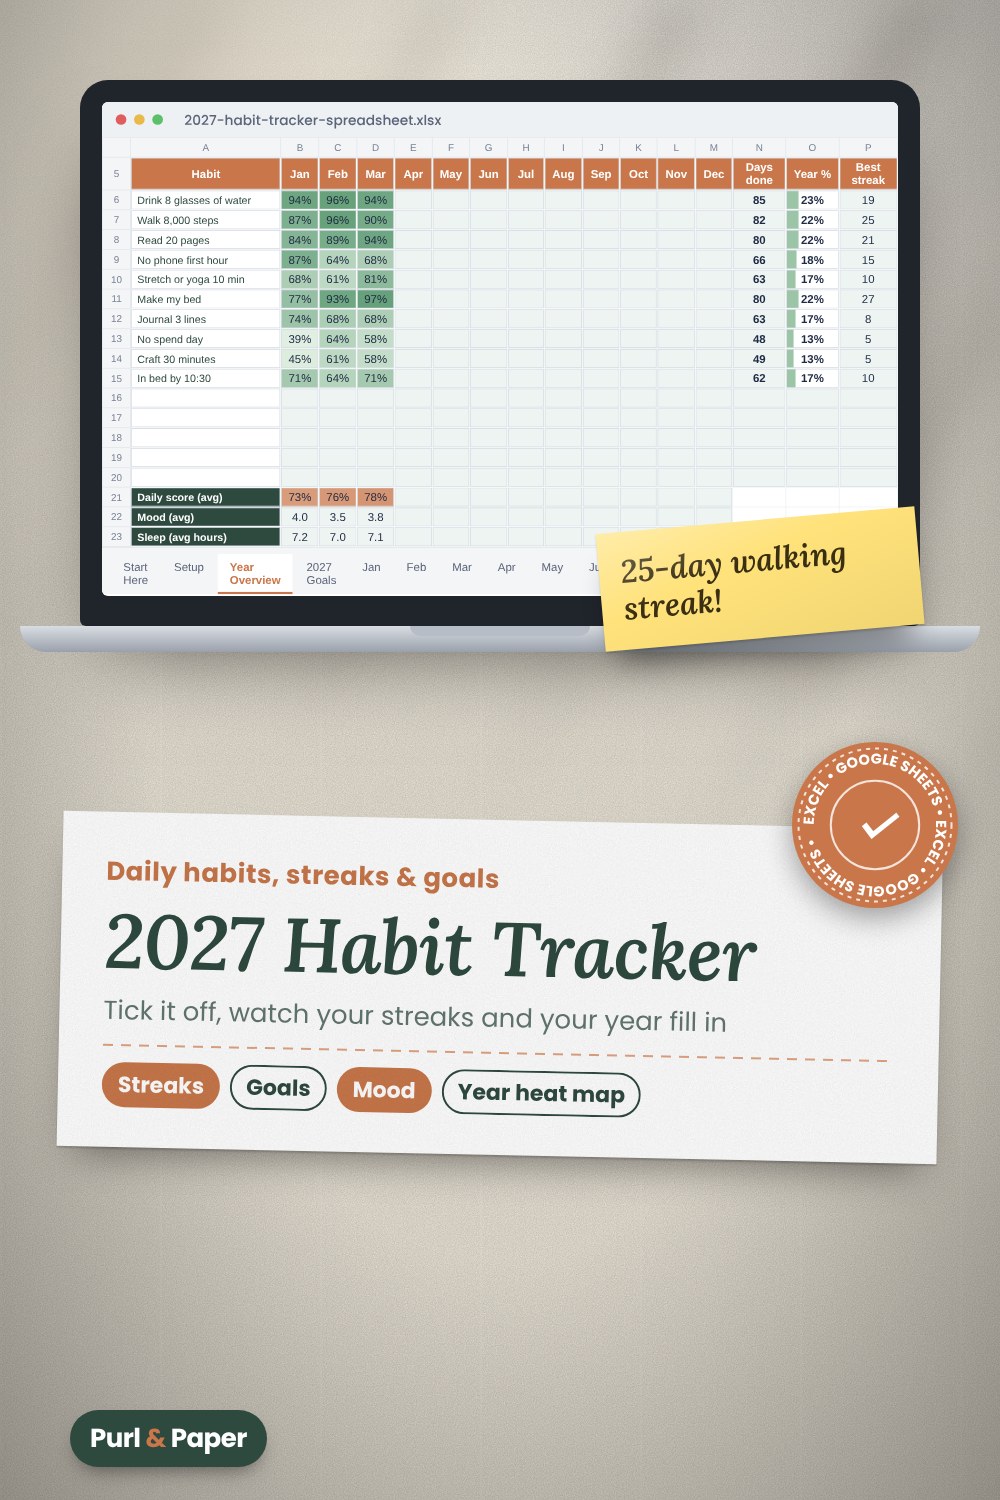 2027-habit-tracker-spreadsheet.xlsx
A B C D E F G H I J K L M N O P
5 Habit Jan Feb Mar Apr May Jun Jul Aug Sep Oct Nov Dec Days done Year % Best streak
6 Drink 8 glasses of water 94% 96% 94% 85 23% 19
7 Walk 8,000 steps 87% 96% 90% 82 22% 25
8 Read 20 pages 84% 89% 94% 80 22% 21
9 No phone first hour 87% 64% 68% 66 18% 15
10 Stretch or yoga 10 min 68% 61% 81% 63 17% 10
11 Make my bed 77% 93% 97% 80 22% 27
12 Journal 3 lines 74% 68% 68% 63 17% 8
13 No spend day 39% 64% 58% 48 13% 5
14 Craft 30 minutes 45% 61% 58% 49 13% 5
15 In bed by 10:30 71% 64% 71% 62 17% 10
16
17
18
19
20
21 Daily score (avg) 73% 76% 78%
22 Mood (avg) 4.0 3.5 3.8
23 Sleep (avg hours) 7.2 7.0 7.1
Start Here Setup Year Overview 2027 Goals Jan Feb Mar Apr May
25-day walking
streak!
EXCEL • GOOGLE SHEETS • EXCEL • GOOGLE SHEETS •
Daily habits, streaks & goals
2027 Habit Tracker
Tick it off, watch your streaks and your year fill in
Streaks Goals Mood Year heat map
Purl & Paper